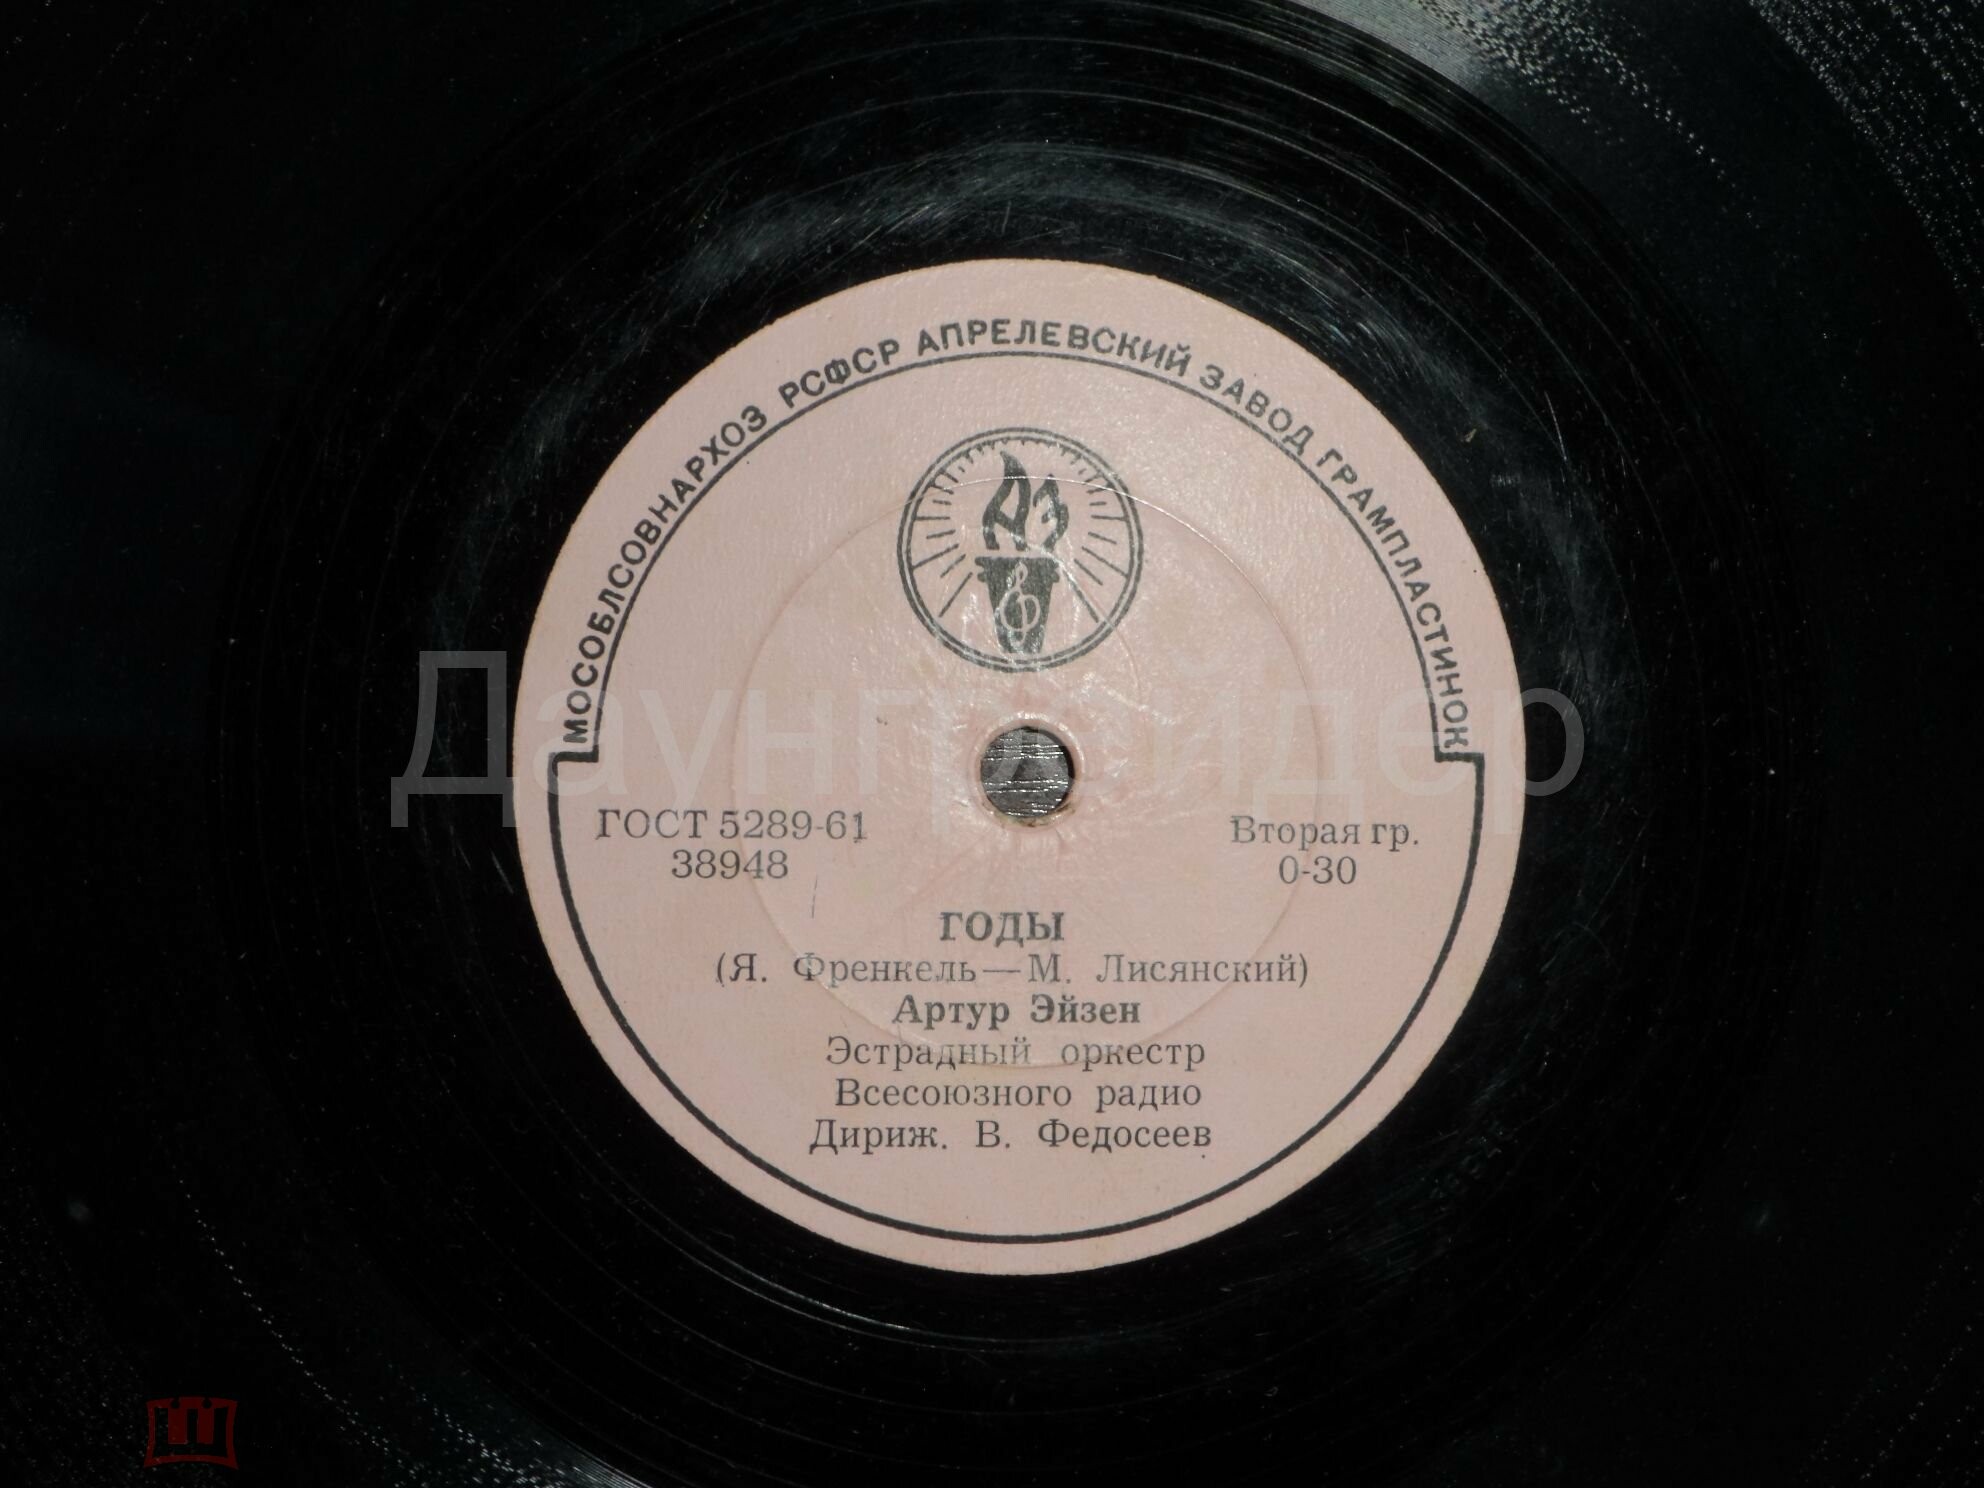 МОСОБЛСОВНАРХОЗ РСФСР АПРЕЛЕВСКИЙ ЗАВОД ГРАМПЛАСТИНОК
АЗ
Даунгрейдер
ГОСТ 5289-61
38948
Вторая гр.
0-30
ГОДЫ
(Я. Френкель—М. Лисянский)
Артур Эйзен
Эстрадный оркестр
Всесоюзного радио
Дириж. В. Федосеев